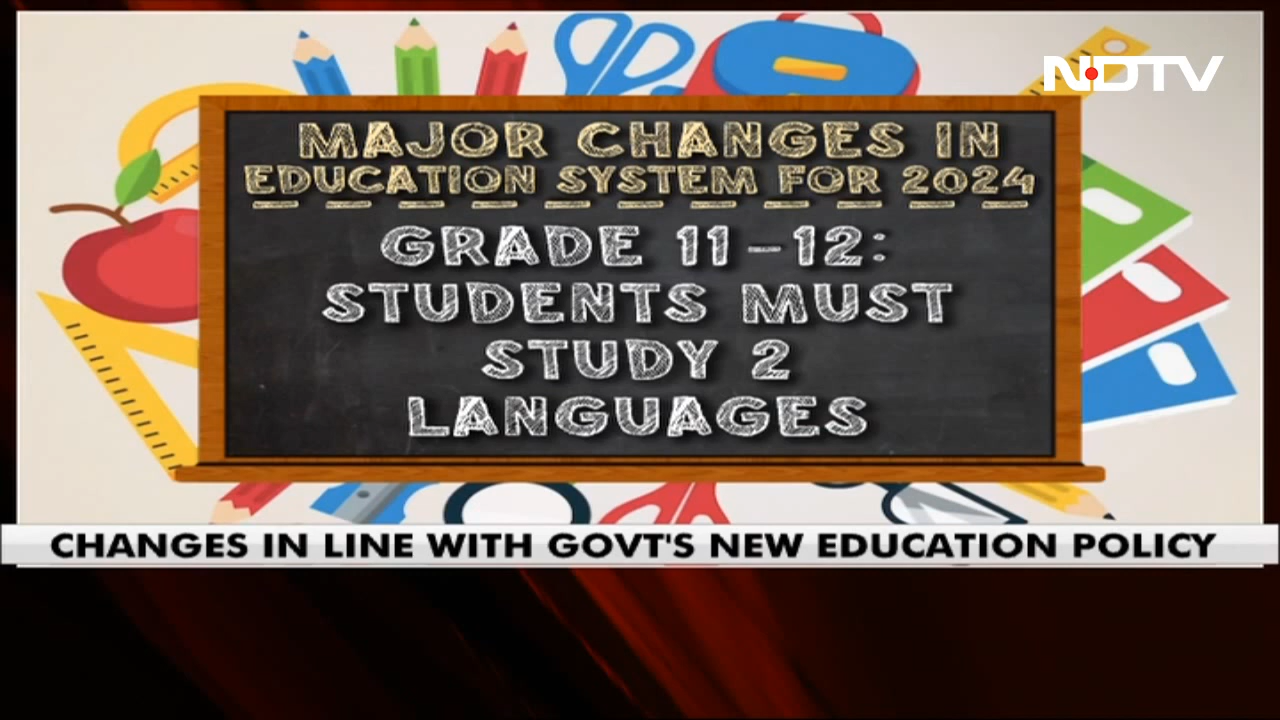 NDTV
MAJOR CHANGES IN
EDUCATION SYSTEM FOR 2024
GRADE 11-12:
STUDENTS MUST
STUDY 2
LANGUAGES
CHANGES IN LINE WITH GOVT'S NEW EDUCATION POLICY